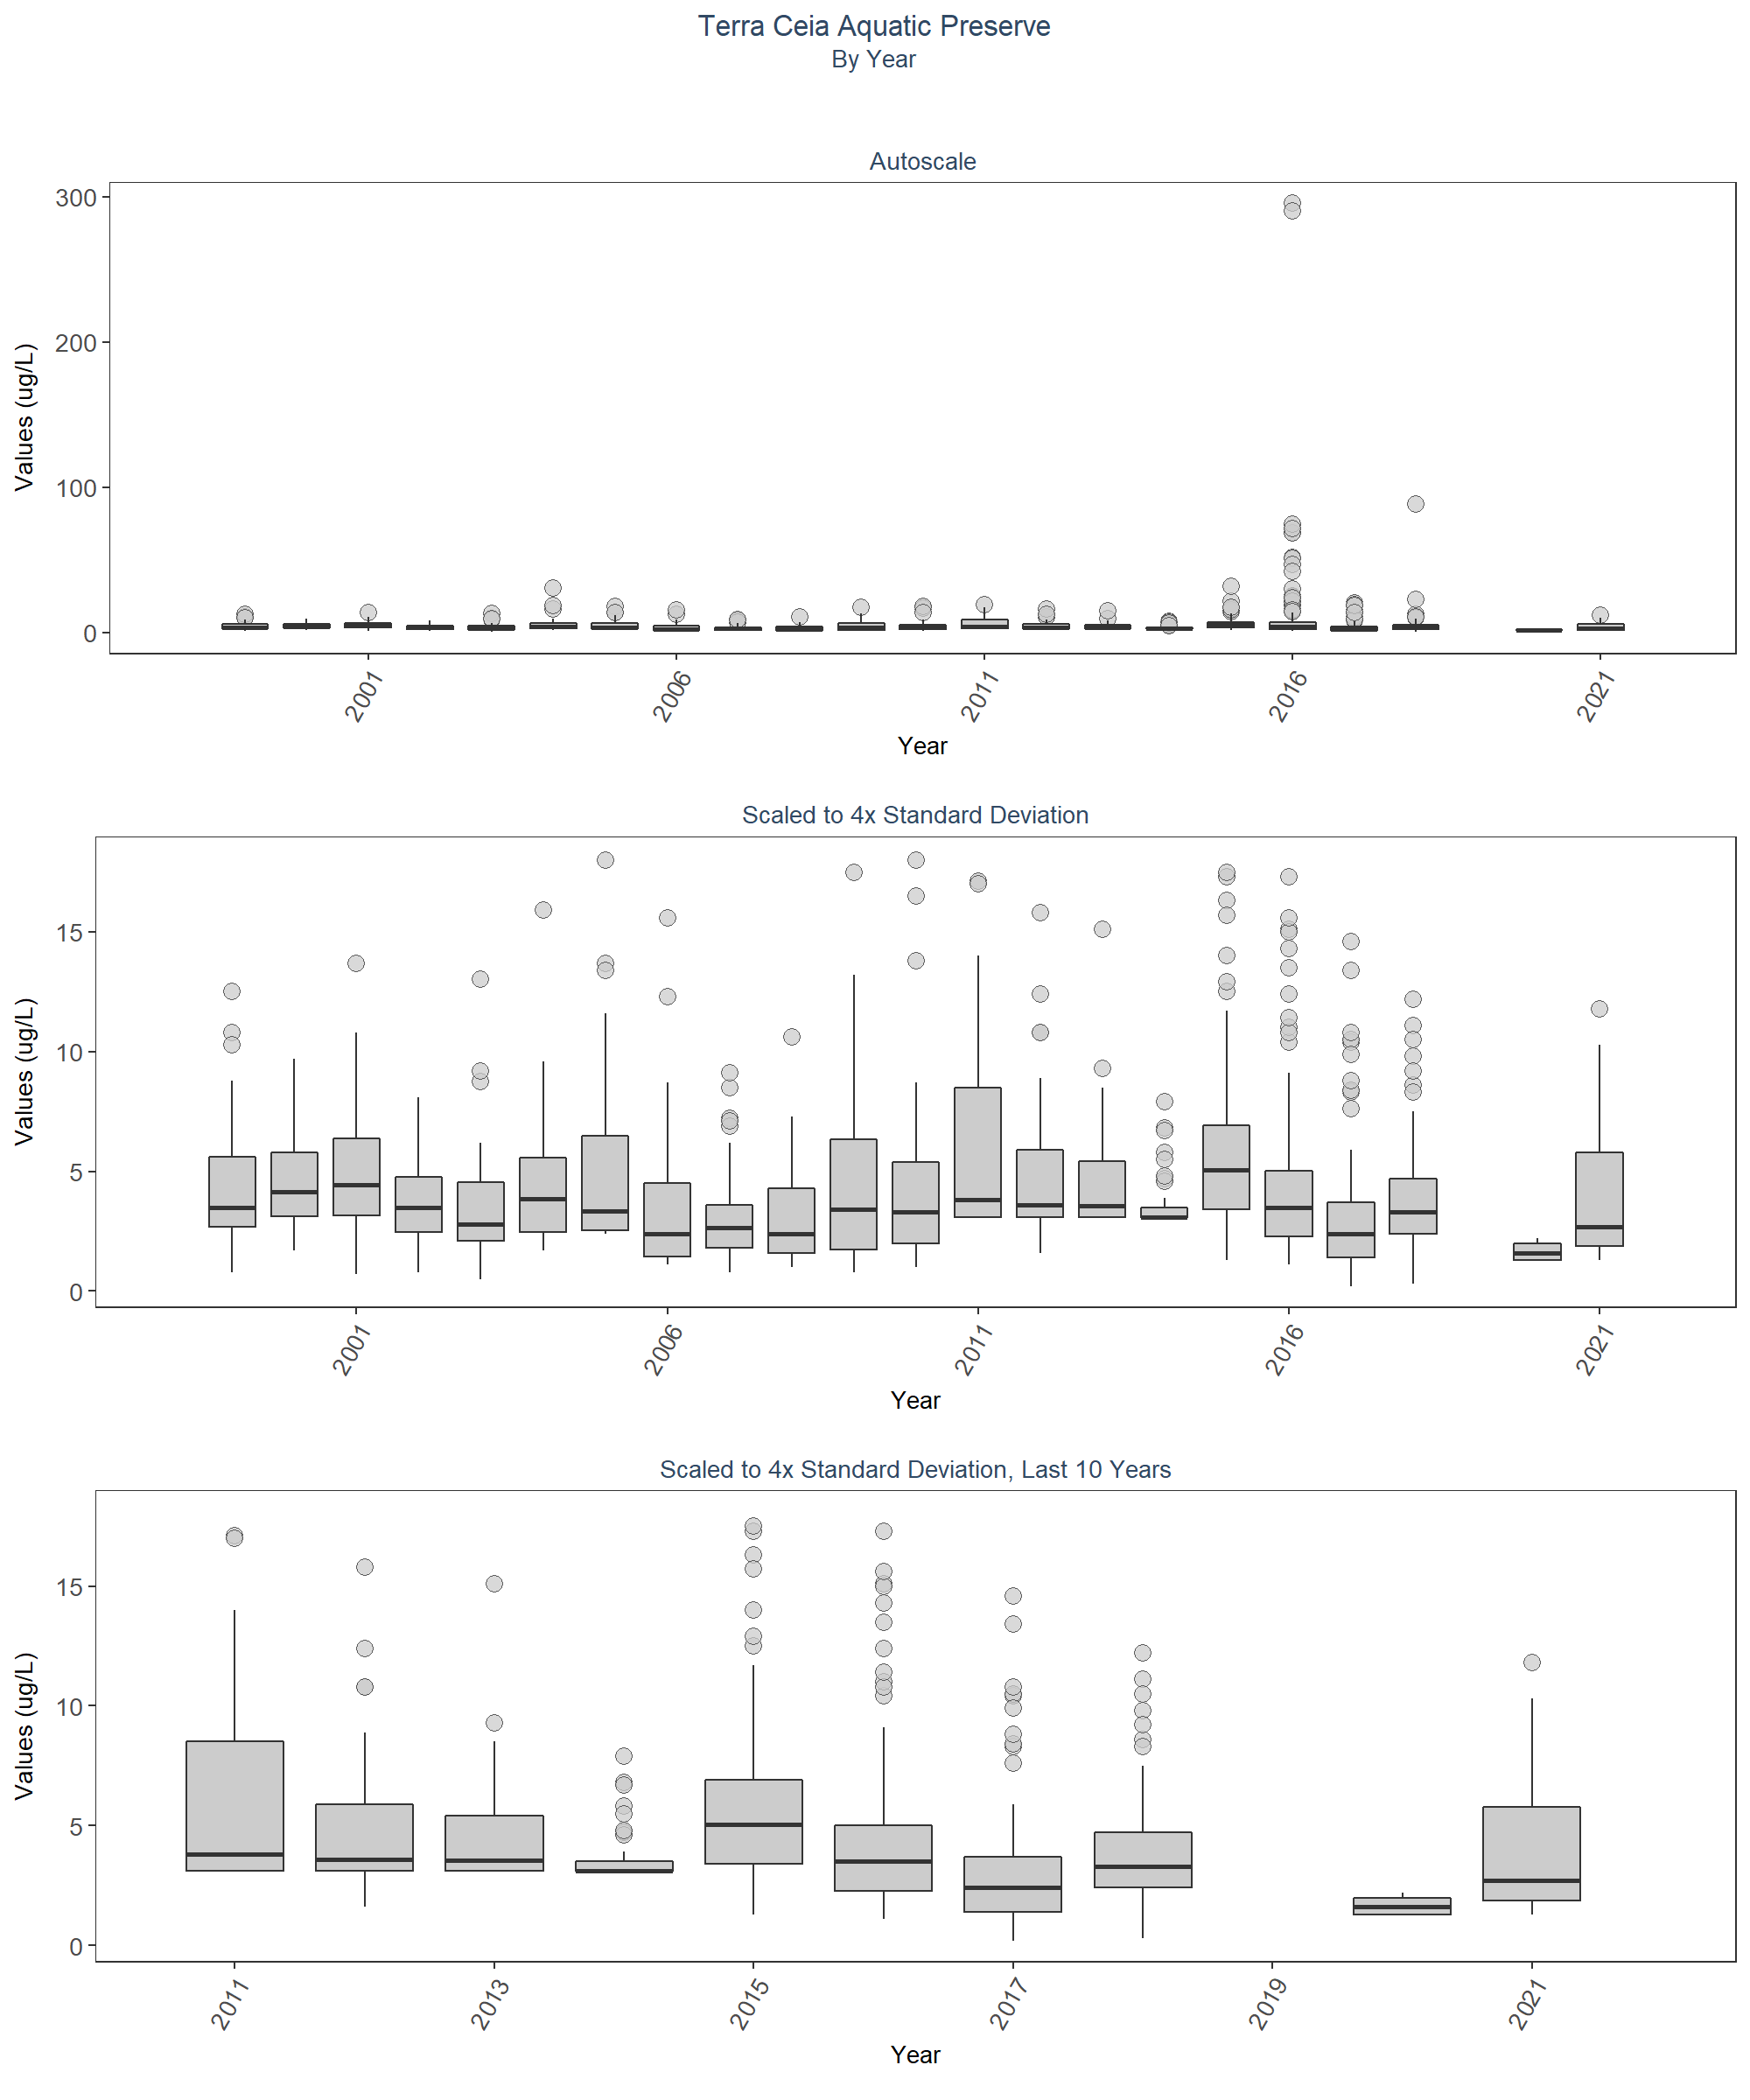 Terra Ceia Aquatic Preserve
By Year
Autoscale
Values (ug/L)
300
200
100
0
2001
2006
2011
2016
2021
Year
Scaled to 4x Standard Deviation
Values (ug/L)
15
10
5
0
2001
2006
2011
2016
2021
Year
Scaled to 4x Standard Deviation, Last 10 Years
Values (ug/L)
15
10
5
0
2011
2013
2015
2017
2019
2021
Year